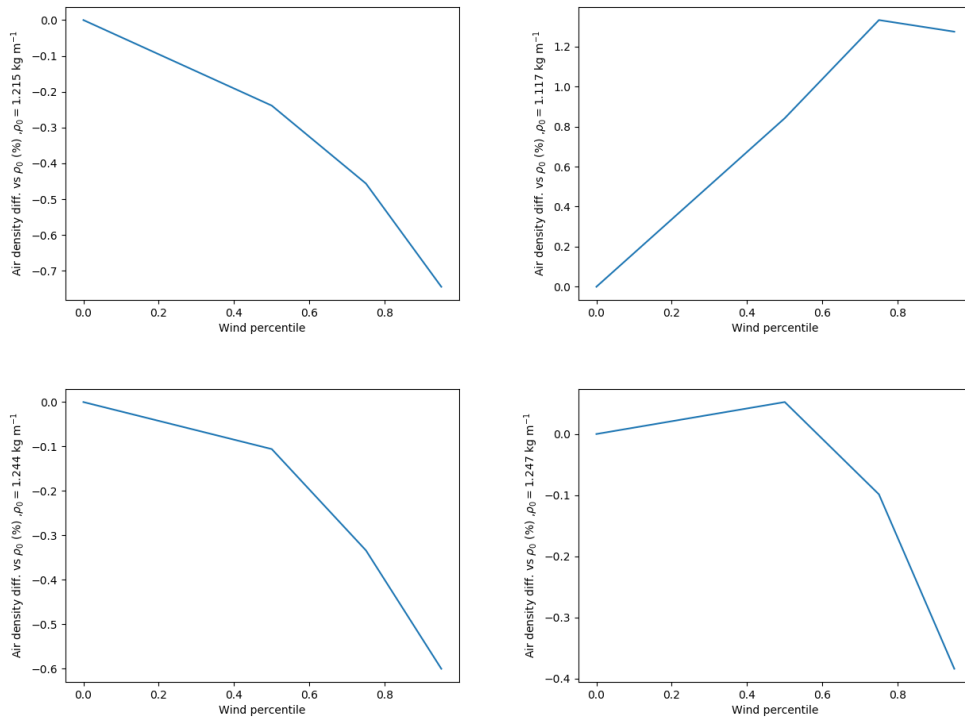 0.0
−0.1
−0.2
−0.3
−0.4
−0.5
−0.6
−0.7
Air density diff. vs ρ₀ (%) ,ρ₀ = 1.215 kg m⁻¹
0.0 0.2 0.4 0.6 0.8
Wind percentile
1.2
1.0
0.8
0.6
0.4
0.2
0.0
Air density diff. vs ρ₀ (%) ,ρ₀ = 1.117 kg m⁻¹
0.0 0.2 0.4 0.6 0.8
Wind percentile
0.0
−0.1
−0.2
−0.3
−0.4
−0.5
−0.6
Air density diff. vs ρ₀ (%) ,ρ₀ = 1.244 kg m⁻¹
0.0 0.2 0.4 0.6 0.8
Wind percentile
0.0
−0.1
−0.2
−0.3
−0.4
Air density diff. vs ρ₀ (%) ,ρ₀ = 1.247 kg m⁻¹
0.0 0.2 0.4 0.6 0.8
Wind percentile